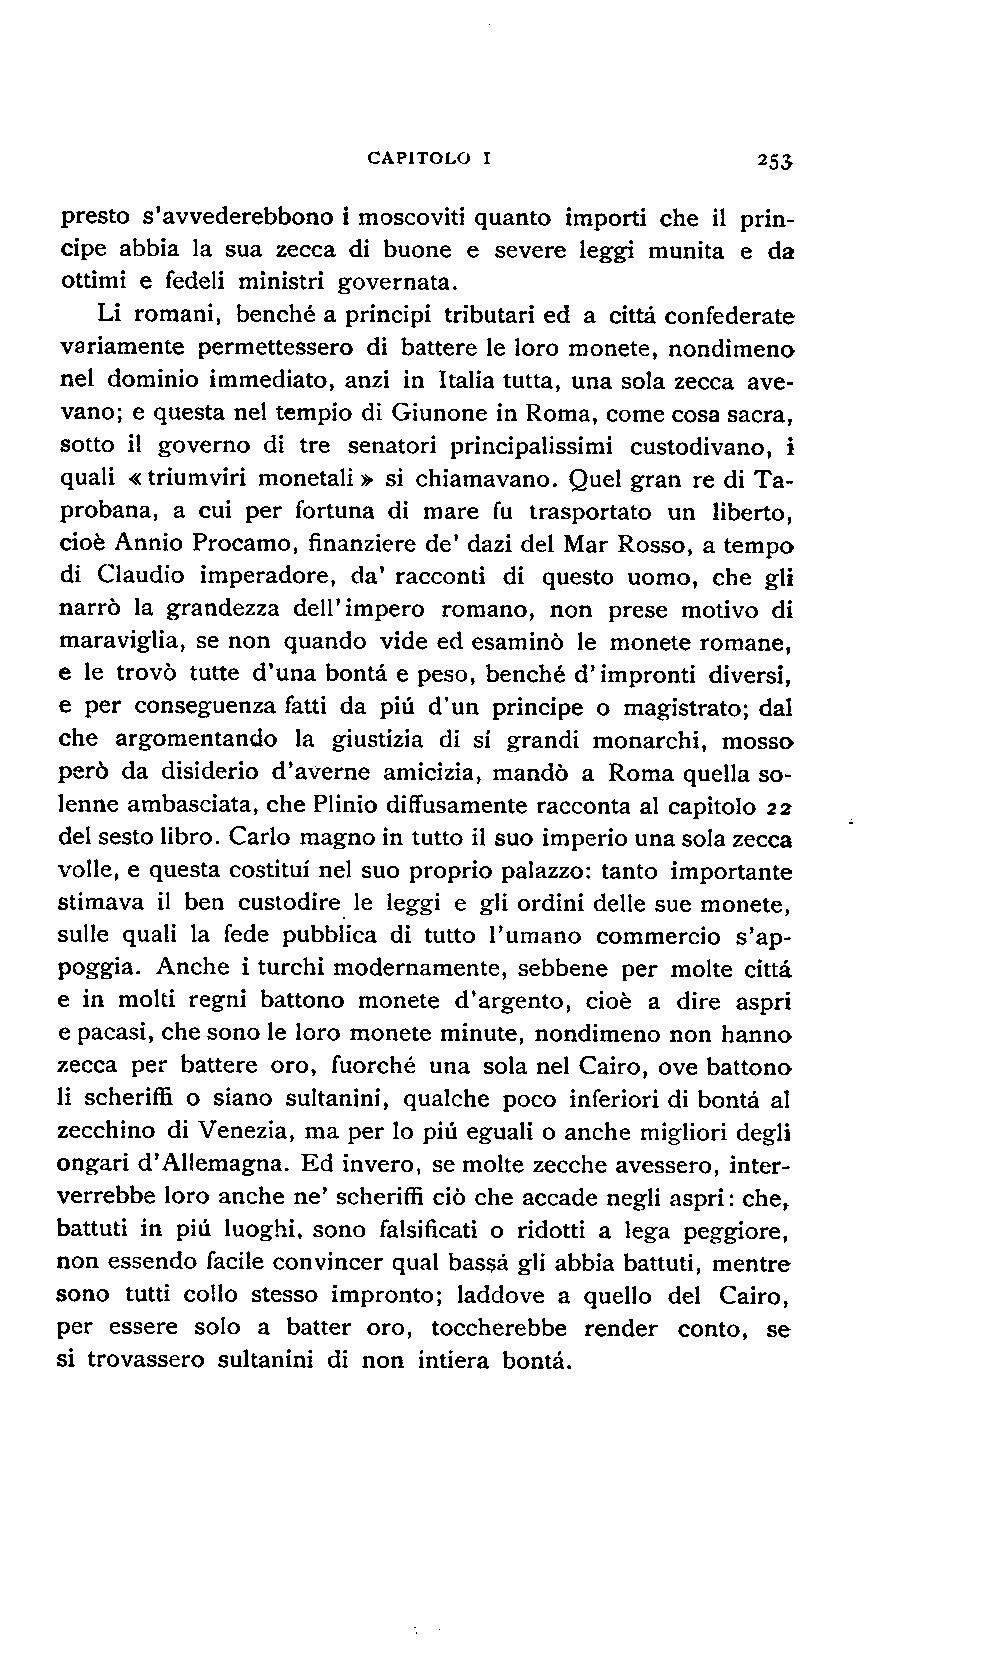 CAPITOLO I 253
presto s'avvederebbono i moscoviti quanto importi che il prin-
cipe abbia la sua zecca di buone e severe leggi munita e da
ottimi e fedeli ministri governata.
Li romani, benché a principi tributari ed a cittá confederate
variamente permettessero di battere le loro monete, nondimeno
nel dominio immediato, anzi in Italia tutta, una sola zecca ave-
vano; e questa nel tempio di Giunone in Roma, come cosa sacra,
sotto il governo di tre senatori principalissimi custodivano, i
quali « triumviri monetali » si chiamavano. Quel gran re di Ta-
probana, a cui per fortuna di mare fu trasportato un liberto,
cioè Annio Procamo, finanziere de' dazi del Mar Rosso, a tempo
di Claudio imperadore, da' racconti di questo uomo, che gli
narrò la grandezza dell'impero romano, non prese motivo di
maraviglia, se non quando vide ed esaminò le monete romane,
e le trovò tutte d'una bontá e peso, benché d'impronti diversi,
e per conseguenza fatti da piú d'un principe o magistrato; dal
che argomentando la giustizia di sí grandi monarchi, mosso
però da disiderio d'averne amicizia, mandò a Roma quella so-
lenne ambasciata, che Plinio diffusamente racconta al capitolo 22
del sesto libro. Carlo magno in tutto il suo imperio una sola zecca
volle, e questa costituí nel suo proprio palazzo: tanto importante
stimava il ben custodire le leggi e gli ordini delle sue monete,
sulle quali la fede pubblica di tutto l'umano commercio s'ap-
poggia. Anche i turchi modernamente, sebbene per molte cittá
e in molti regni battono monete d'argento, cioè a dire aspri
e pacasi, che sono le loro monete minute, nondimeno non hanno
zecca per battere oro, fuorché una sola nel Cairo, ove battono
li scheriffi o siano sultanini, qualche poco inferiori di bontá al
zecchino di Venezia, ma per lo piú eguali o anche migliori degli
ongari d'Allemagna. Ed invero, se molte zecche avessero, inter-
verrebbe loro anche ne' scheriffi ciò che accade negli aspri: che,
battuti in piú luoghi, sono falsificati o ridotti a lega peggiore,
non essendo facile convincer qual bassá gli abbia battuti, mentre
sono tutti collo stesso impronto; laddove a quello del Cairo,
per essere solo a batter oro, toccherebbe render conto, se
si trovassero sultanini di non intiera bontá.